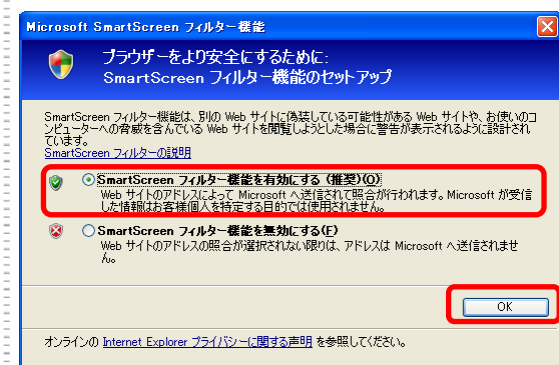 Microsoft SmartScreen フィルター機能
ブラウザーをより安全にするために:
SmartScreen フィルター機能のセットアップ
SmartScreen フィルター機能は、別の Web サイトに偽装している可能性がある Web サイトや、お使いのコ
ンピューターへの脅威を含んでいる Web サイトを閲覧しようとした場合に警告が表示されるように設計され
ています。
SmartScreen フィルターの説明
SmartScreen フィルター機能を有効にする (推奨)(O)
Web サイトのアドレスによって Microsoft へ送信されて照合が行われます。Microsoft が受信
した情報はお客様個人を特定する目的では使用されません。
SmartScreen フィルター機能を無効にする(F)
Web サイトのアドレスの照合が選択されない限りは、アドレスは Microsoft へ送信されませ
ん。
OK
オンラインの Internet Explorer プライバシーに関する声明 を参照してください。